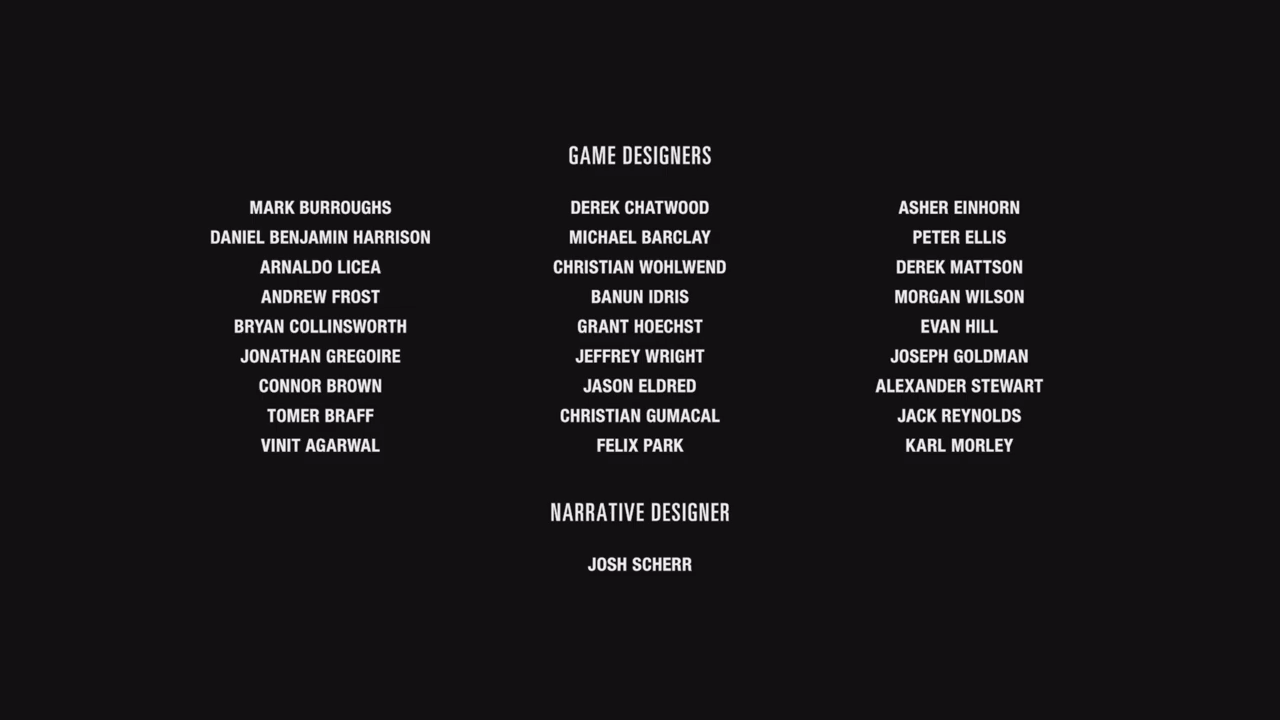 GAME DESIGNERS
MARK BURROUGHS DEREK CHATWOOD ASHER EINHORN
DANIEL BENJAMIN HARRISON MICHAEL BARCLAY PETER ELLIS
ARNALDO LICEA CHRISTIAN WOHLWEND DEREK MATTSON
ANDREW FROST BANUN IDRIS MORGAN WILSON
BRYAN COLLINSWORTH GRANT HOECHST EVAN HILL
JONATHAN GREGOIRE JEFFREY WRIGHT JOSEPH GOLDMAN
CONNOR BROWN JASON ELDRED ALEXANDER STEWART
TOMER BRAFF CHRISTIAN GUMACAL JACK REYNOLDS
VINIT AGARWAL FELIX PARK KARL MORLEY
NARRATIVE DESIGNER
JOSH SCHERR